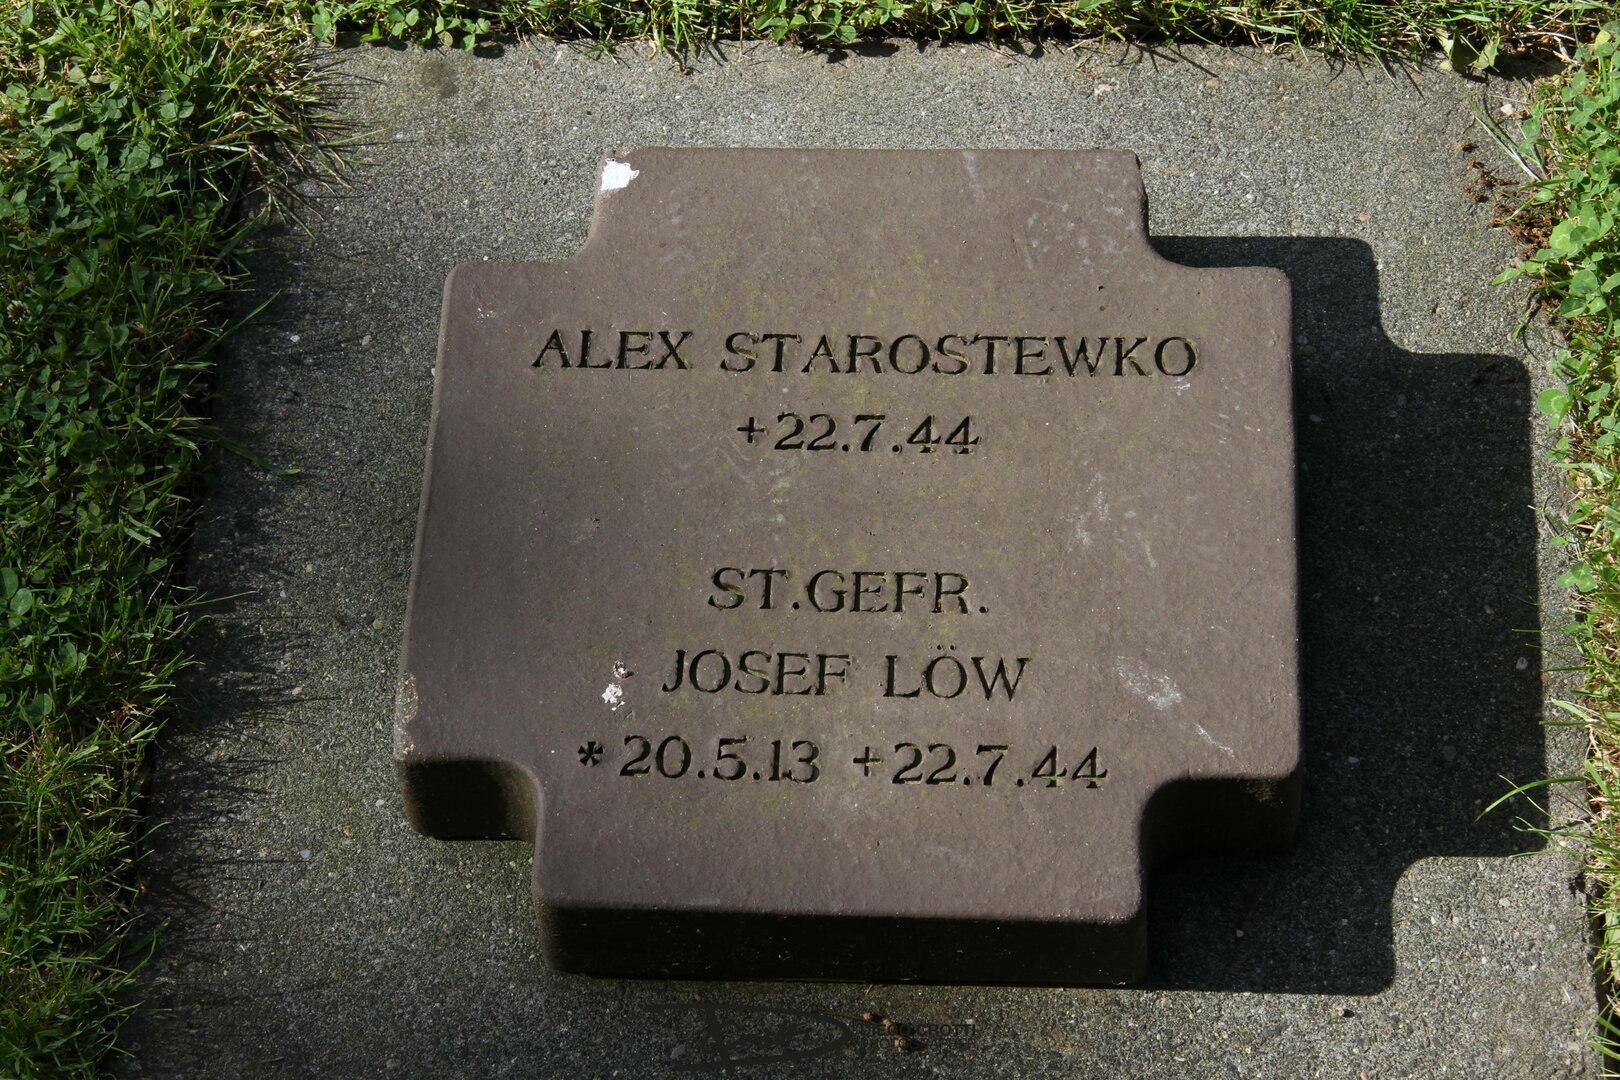 ALEX STAROSTEWKO
+22.7.44
ST.GEFR.
JOSEF LÖW
* 20.5.13 +22.7.44